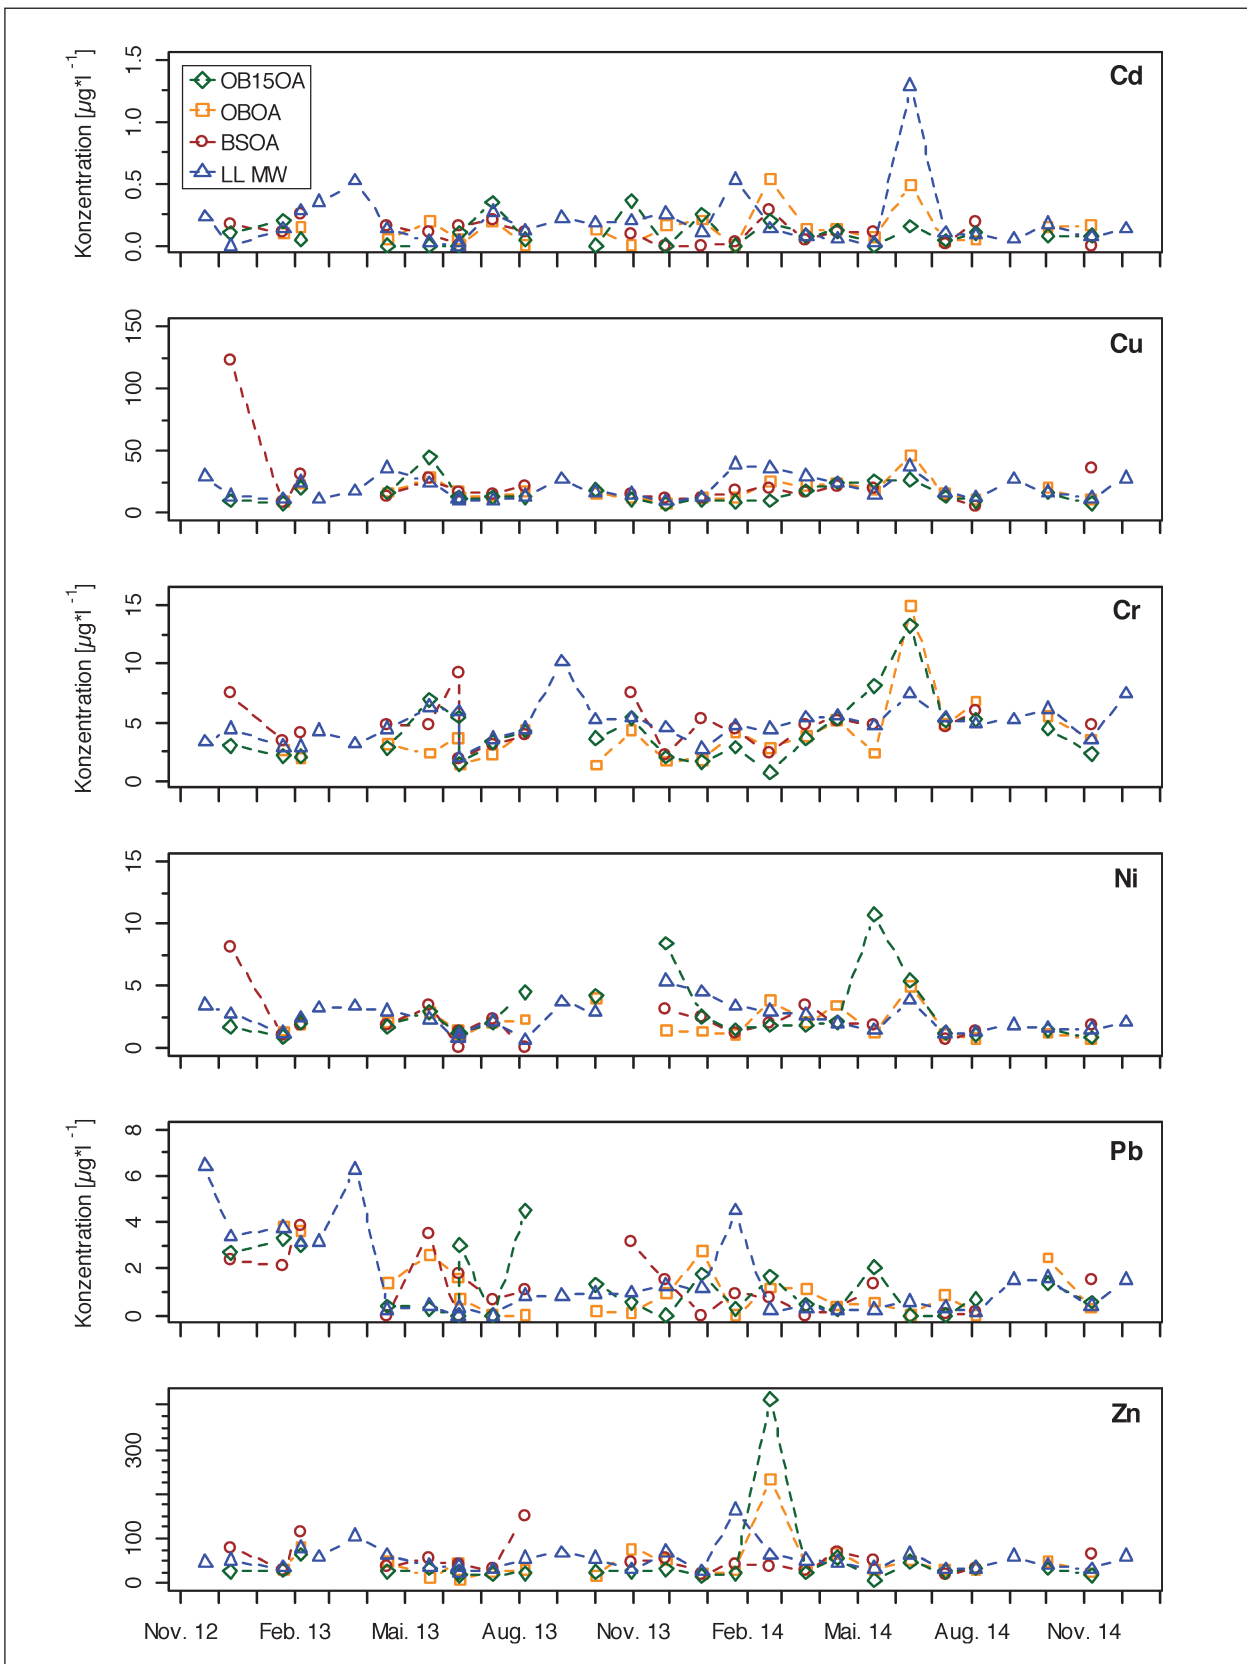 Konzentration [µg*l⁻¹]
1.5
1.0
0.5
0.0
Cd
OB15OA
OBOA
BSOA
LL MW
150
100
50
0
Cu
Konzentration [µg*l⁻¹]
15
10
5
0
Cr
15
10
5
0
Ni
Konzentration [µg*l⁻¹]
8
6
4
2
0
Pb
300
100
0
Zn
Nov. 12 Feb. 13 Mai. 13 Aug. 13 Nov. 13 Feb. 14 Mai. 14 Aug. 14 Nov. 14